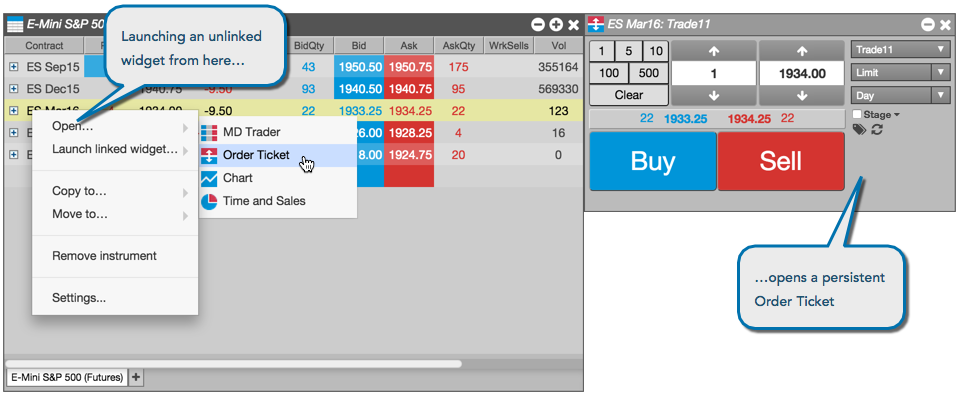 E-Mini S&P 500
Contract BidQty Bid Ask AskQty WrkSells Vol
ES Sep15 43 1950.50 1950.75 175 355164
ES Dec15 1940.75 -9.50 93 1940.50 1940.75 95 569330
ES Mar16 1934.00 -9.50 22 1933.25 1934.25 22 123
6.00 1928.25 4 16
8.00 1924.75 20 0
Launching an unlinked
widget from here…
Open…
Launch linked widget…
Copy to…
Move to…
Remove instrument
Settings...
MD Trader
Order Ticket
Chart
Time and Sales
E-Mini S&P 500 (Futures) +
ES Mar16: Trade11
1 5 10
100 500
Clear
1
1934.00
Trade11
Limit
Day
Stage
22 1933.25 1934.25 22
Buy Sell
…opens a persistent
Order Ticket